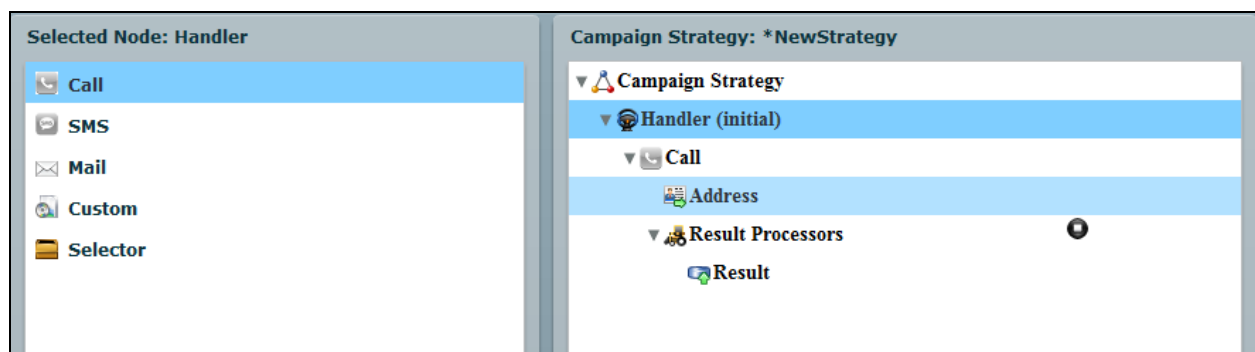 Selected Node: Handler
Call
SMS
Mail
Custom
Selector
Campaign Strategy: *NewStrategy
Campaign Strategy
Handler (initial)
Call
Address
Result Processors
Result